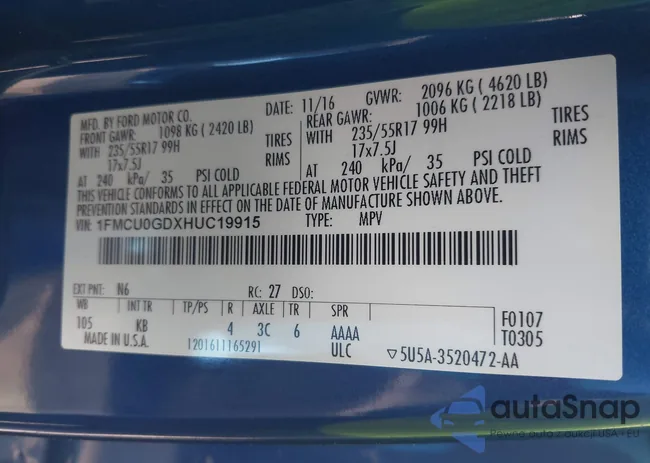 MFD. BY FORD MOTOR CO. DATE: 11/16 GVWR: 2096 KG ( 4620 LB)
FRONT GAWR: 1098 KG ( 2420 LB) REAR GAWR: 1006 KG ( 2218 LB)
WITH 235/55R17 99H TIRES WITH 235/55R17 99H TIRES
17x7.5J RIMS 17x7.5J RIMS
AT 240 kPa/ 35 PSI COLD AT 240 kPa/ 35 PSI COLD
THIS VEHICLE CONFORMS TO ALL APPLICABLE FEDERAL MOTOR VEHICLE SAFETY AND THEFT
PREVENTION STANDARDS IN EFFECT ON THE DATE OF MANUFACTURE SHOWN ABOVE.
VIN: 1FMCU0GDXHUC19915 TYPE: MPV
EXT PNT: N6 RC: 27 DSO:
WB INT TR TP/PS R AXLE TR SPR F0107
105 KB 4 3C 6 AAAA T0305
MADE IN U.S.A. 1201611165291 ULC 5U5A-3520472-AA
autaSnap
Pewne auta z aukcji USA - EU